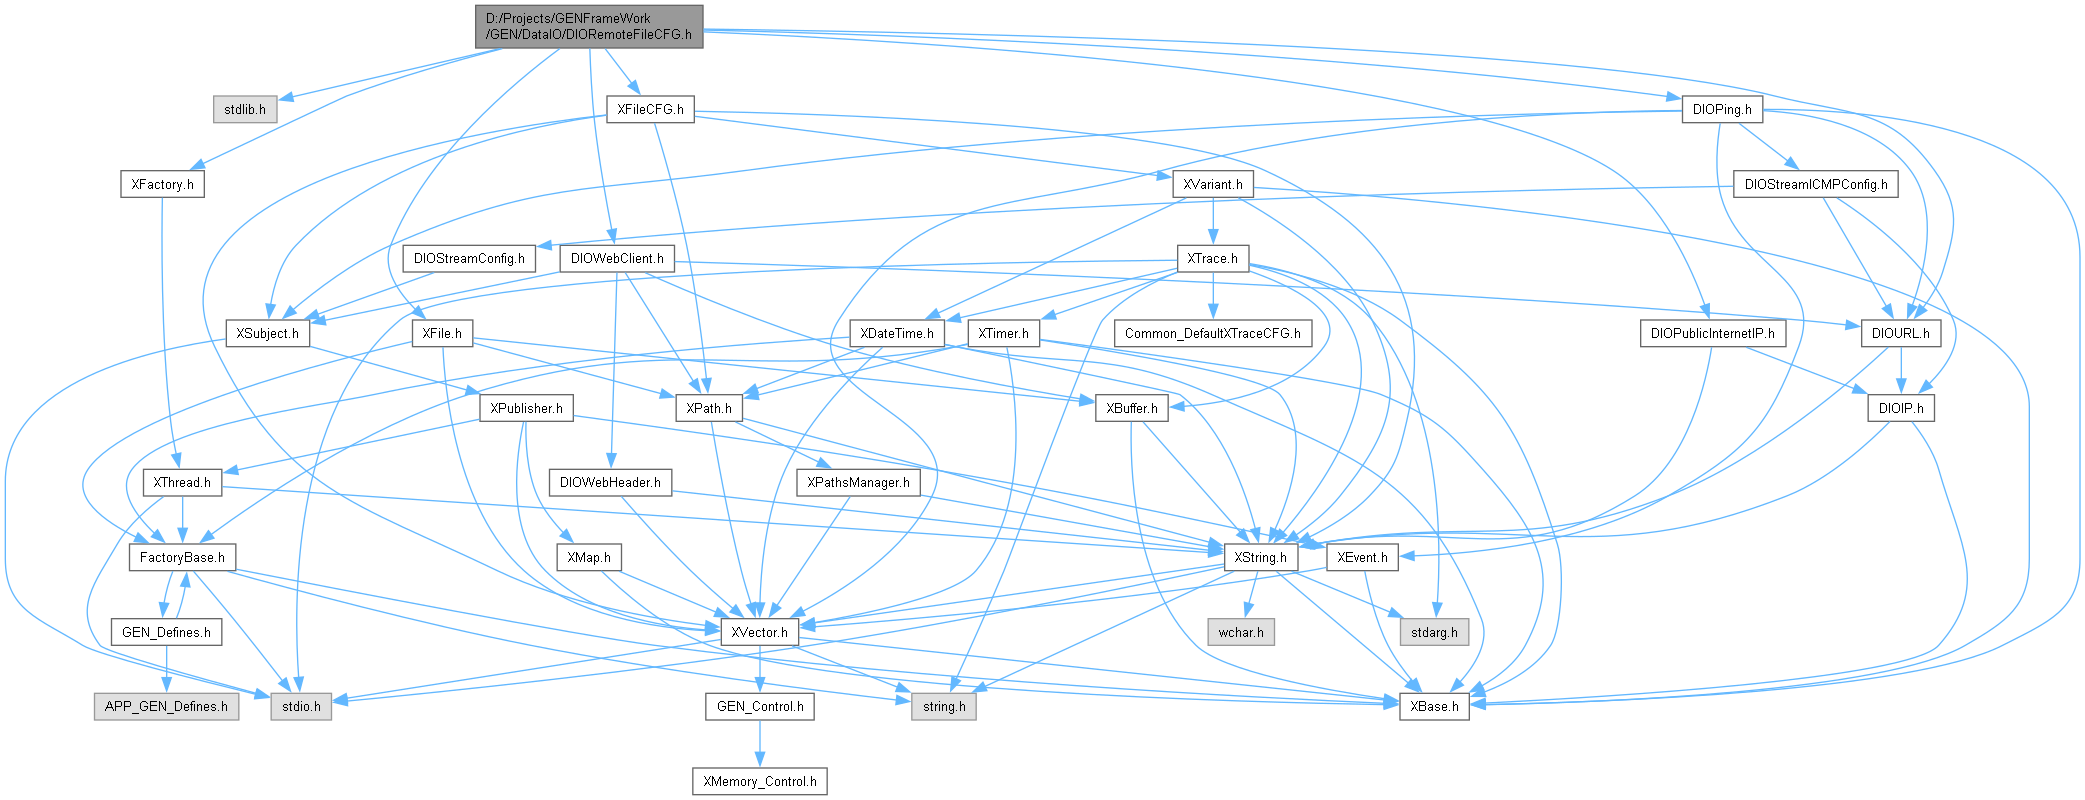 D:/Projects/GENFrameWork
/GEN/DataIO/DIORemoteFileCFG.h
stdlib.h
XFileCFG.h
DIOPing.h
XFactory.h
XVariant.h
DIOStreamICMPConfig.h
DIOStreamConfig.h
DIOWebClient.h
XTrace.h
XSubject.h
XFile.h
XDateTime.h
XTimer.h
Common_DefaultXTraceCFG.h
DIOPublicInternetIP.h
DIOURL.h
XPublisher.h
XPath.h
XBuffer.h
DIOIP.h
XThread.h
DIOWebHeader.h
XPathsManager.h
FactoryBase.h
XMap.h
XString.h
XEvent.h
GEN_Defines.h
XVector.h
wchar.h
stdarg.h
APP_GEN_Defines.h
stdio.h
GEN_Control.h
string.h
XBase.h
XMemory_Control.h